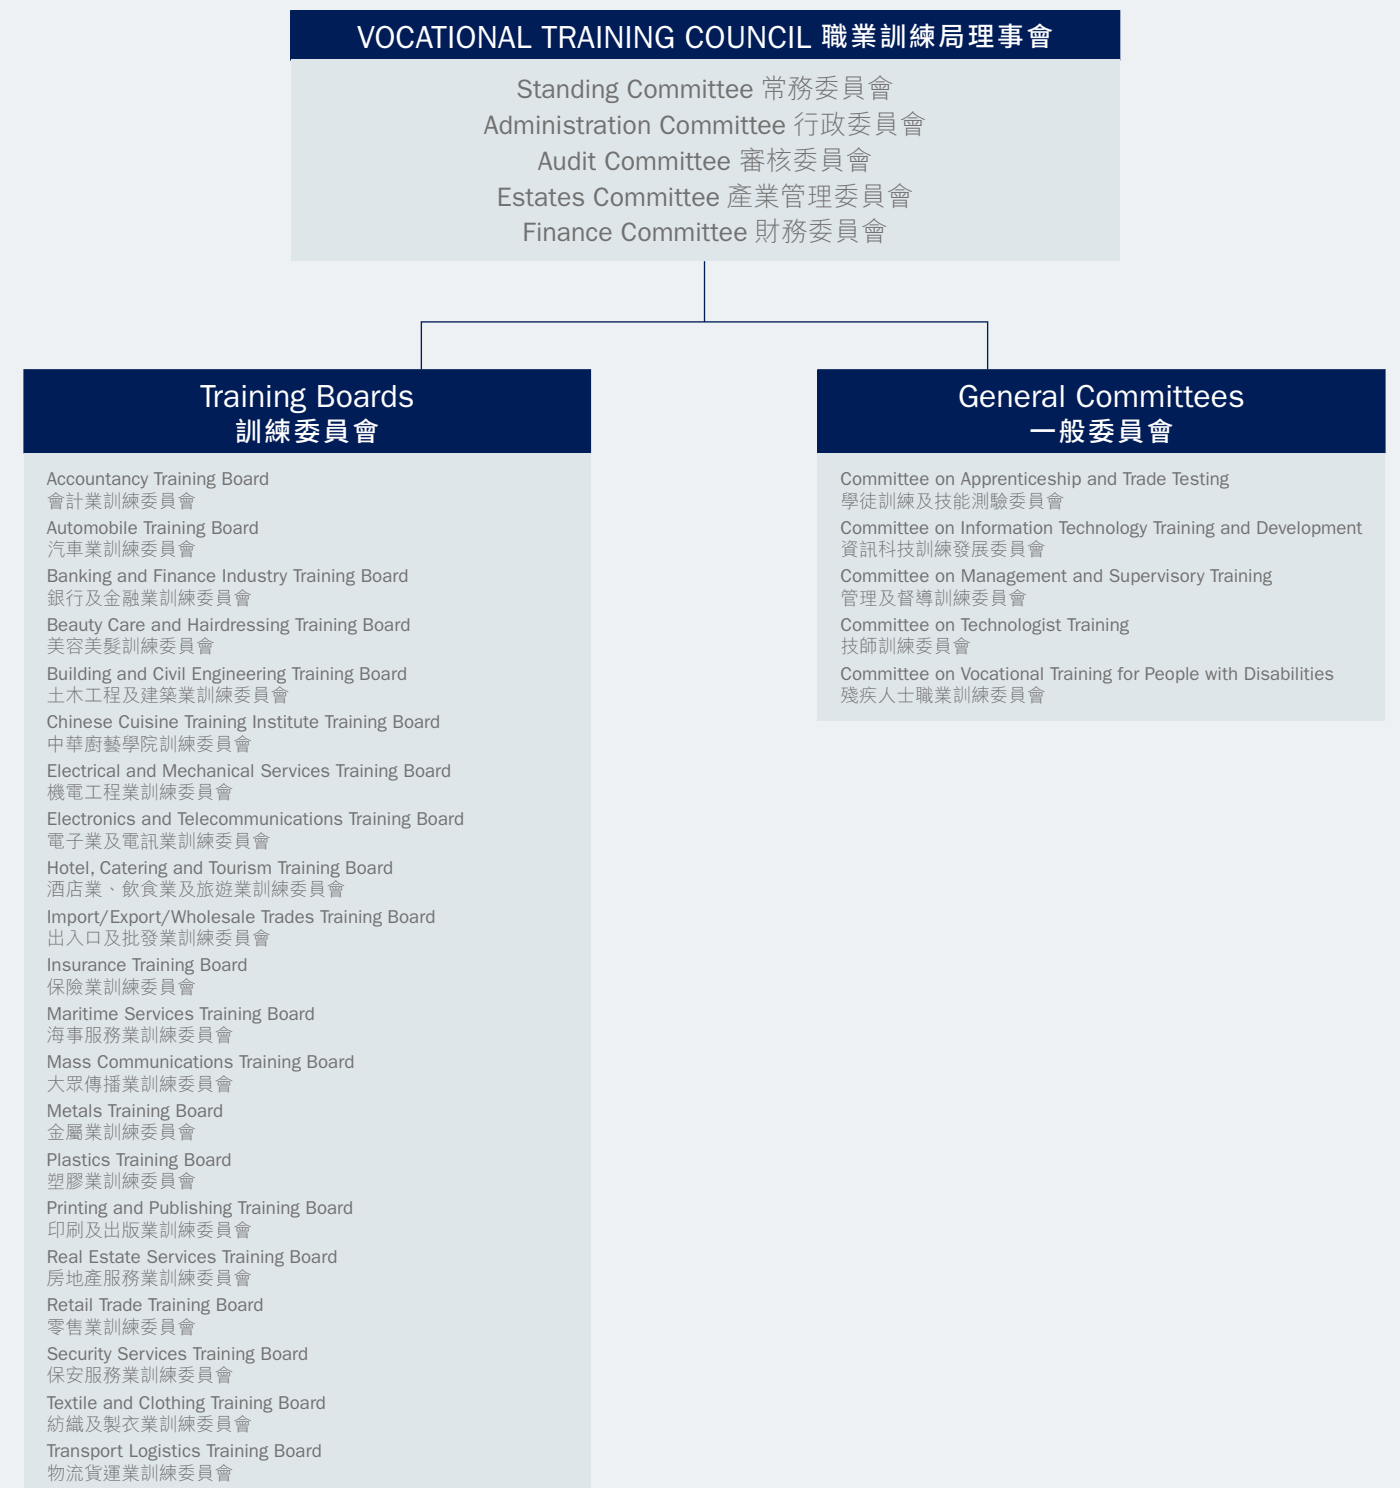 VOCATIONAL TRAINING COUNCIL 職業訓練局理事會
Standing Committee 常務委員會
Administration Committee 行政委員會
Audit Committee 審核委員會
Estates Committee 產業管理委員會
Finance Committee 財務委員會
Training Boards
訓練委員會
Accountancy Training Board
會計業訓練委員會
Automobile Training Board
汽車業訓練委員會
Banking and Finance Industry Training Board
銀行及金融業訓練委員會
Beauty Care and Hairdressing Training Board
美容美髮訓練委員會
Building and Civil Engineering Training Board
土木工程及建築業訓練委員會
Chinese Cuisine Training Institute Training Board
中華廚藝學院訓練委員會
Electrical and Mechanical Services Training Board
機電工程業訓練委員會
Electronics and Telecommunications Training Board
電子業及電訊業訓練委員會
Hotel, Catering and Tourism Training Board
酒店業、飲食業及旅遊業訓練委員會
Import/Export/Wholesale Trades Training Board
出入口及批發業訓練委員會
Insurance Training Board
保險業訓練委員會
Maritime Services Training Board
海事服務業訓練委員會
Mass Communications Training Board
大眾傳播業訓練委員會
Metals Training Board
金屬業訓練委員會
Plastics Training Board
塑膠業訓練委員會
Printing and Publishing Training Board
印刷及出版業訓練委員會
Real Estate Services Training Board
房地產服務業訓練委員會
Retail Trade Training Board
零售業訓練委員會
Security Services Training Board
保安服務業訓練委員會
Textile and Clothing Training Board
紡織及製衣業訓練委員會
Transport Logistics Training Board
物流貨運業訓練委員會
General Committees
一般委員會
Committee on Apprenticeship and Trade Testing
學徒訓練及技能測驗委員會
Committee on Information Technology Training and Development
資訊科技訓練發展委員會
Committee on Management and Supervisory Training
管理及督導訓練委員會
Committee on Technologist Training
技師訓練委員會
Committee on Vocational Training for People with Disabilities
殘疾人士職業訓練委員會